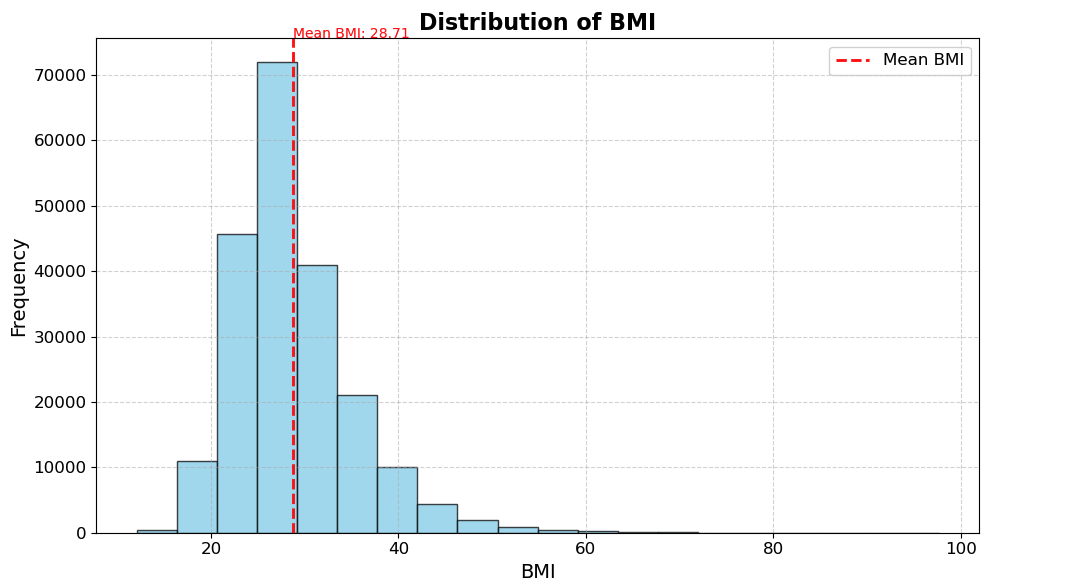 Distribution of BMI
Mean BMI: 28.71
Mean BMI
Frequency
70000
60000
50000
40000
30000
20000
10000
0
20 40 60 80 100
BMI